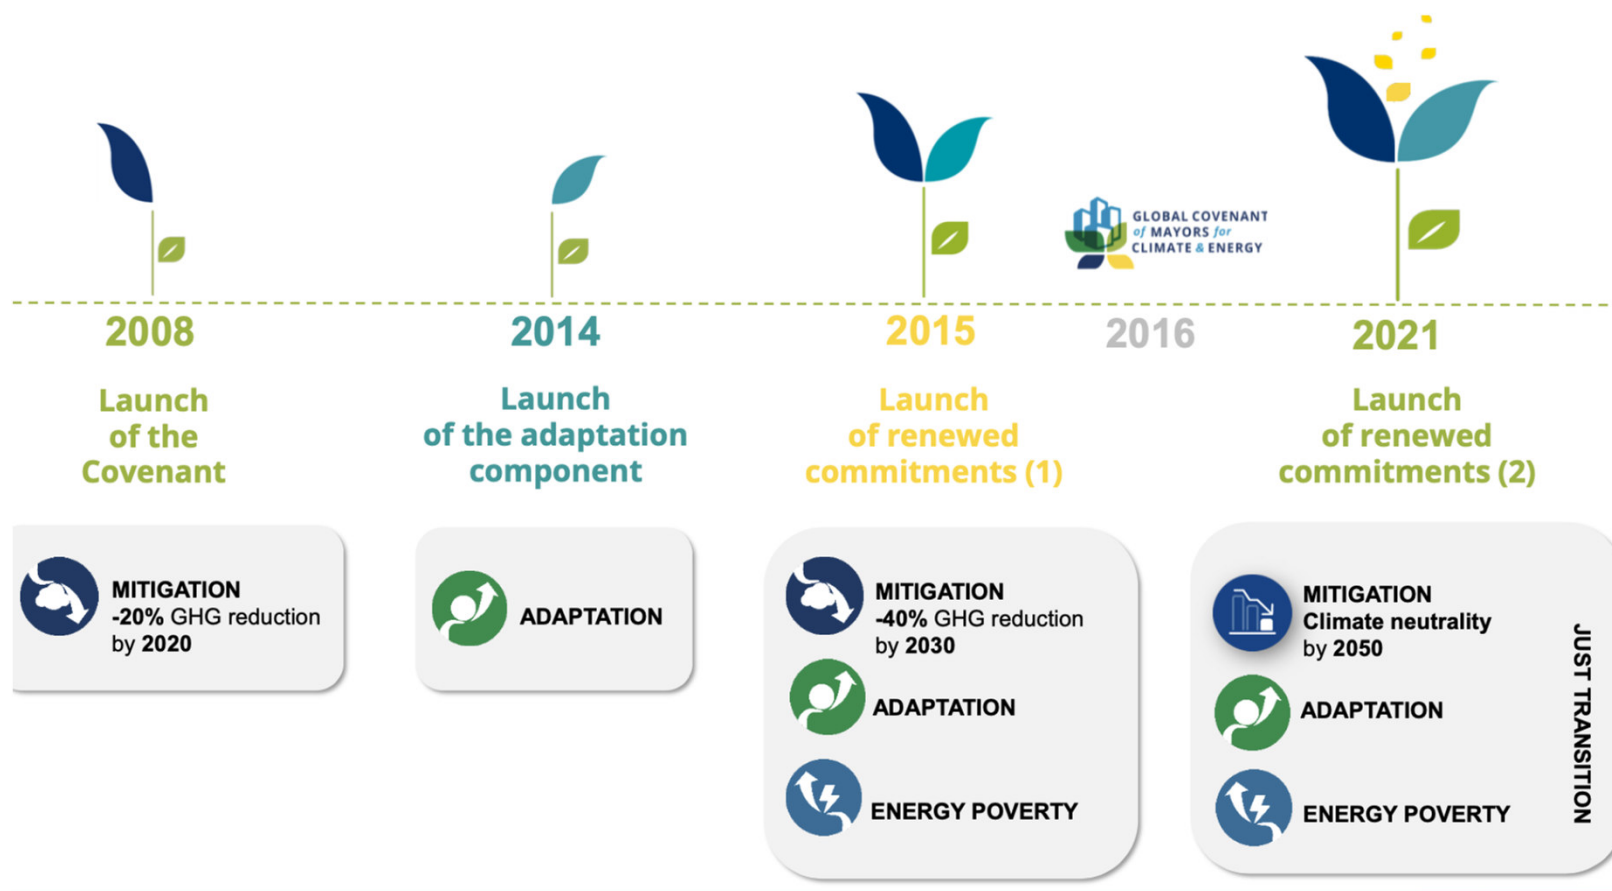 GLOBAL COVENANT
of MAYORS for
CLIMATE & ENERGY
2008
Launch
of the
Covenant
MITIGATION
-20% GHG reduction
by 2020
2014
Launch
of the adaptation
component
ADAPTATION
2015
Launch
of renewed
commitments (1)
MITIGATION
-40% GHG reduction
by 2030
ADAPTATION
ENERGY POVERTY
2016
2021
Launch
of renewed
commitments (2)
MITIGATION
Climate neutrality
by 2050
ADAPTATION
ENERGY POVERTY
JUST TRANSITION